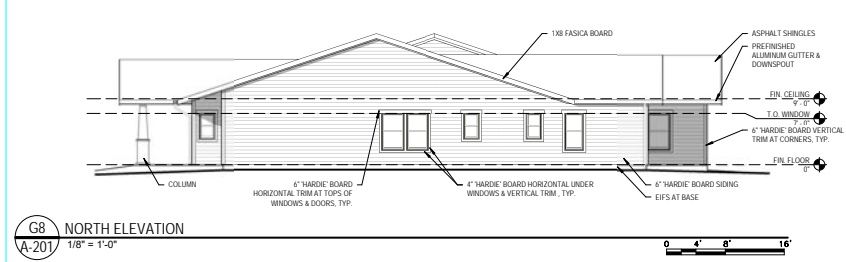 1X8 FASICA BOARD
ASPHALT SHINGLES
PREFINISHED
ALUMINUM GUTTER &
DOWNSPOUT
FIN. CEILING
9' - 0"
T.O. WINDOW
7' - 0"
6" 'HARDIE' BOARD VERTICAL
TRIM AT CORNERS, TYP.
FIN. FLOOR
0"
COLUMN
6" 'HARDIE' BOARD
HORIZONTAL TRIM AT TOPS OF
WINDOWS & DOORS, TYP.
4" 'HARDIE' BOARD HORIZONTAL UNDER
WINDOWS & VERTICAL TRIM , TYP.
6" 'HARDIE' BOARD SIDING
EIFS AT BASE
G8
A-201
NORTH ELEVATION
1/8" = 1'-0"
0 4' 8' 16'